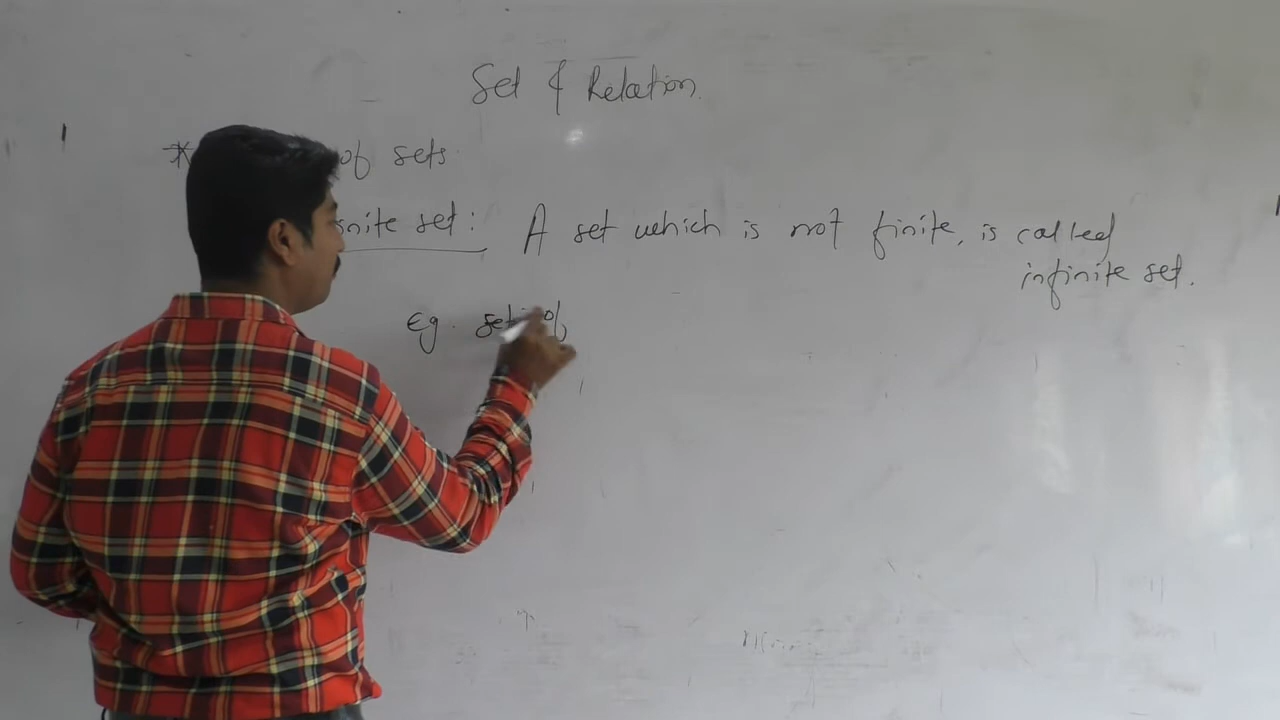 Set & Relation.
* of sets.
inite set : A set which is not finite, is called
infinite set.
Eg. set of